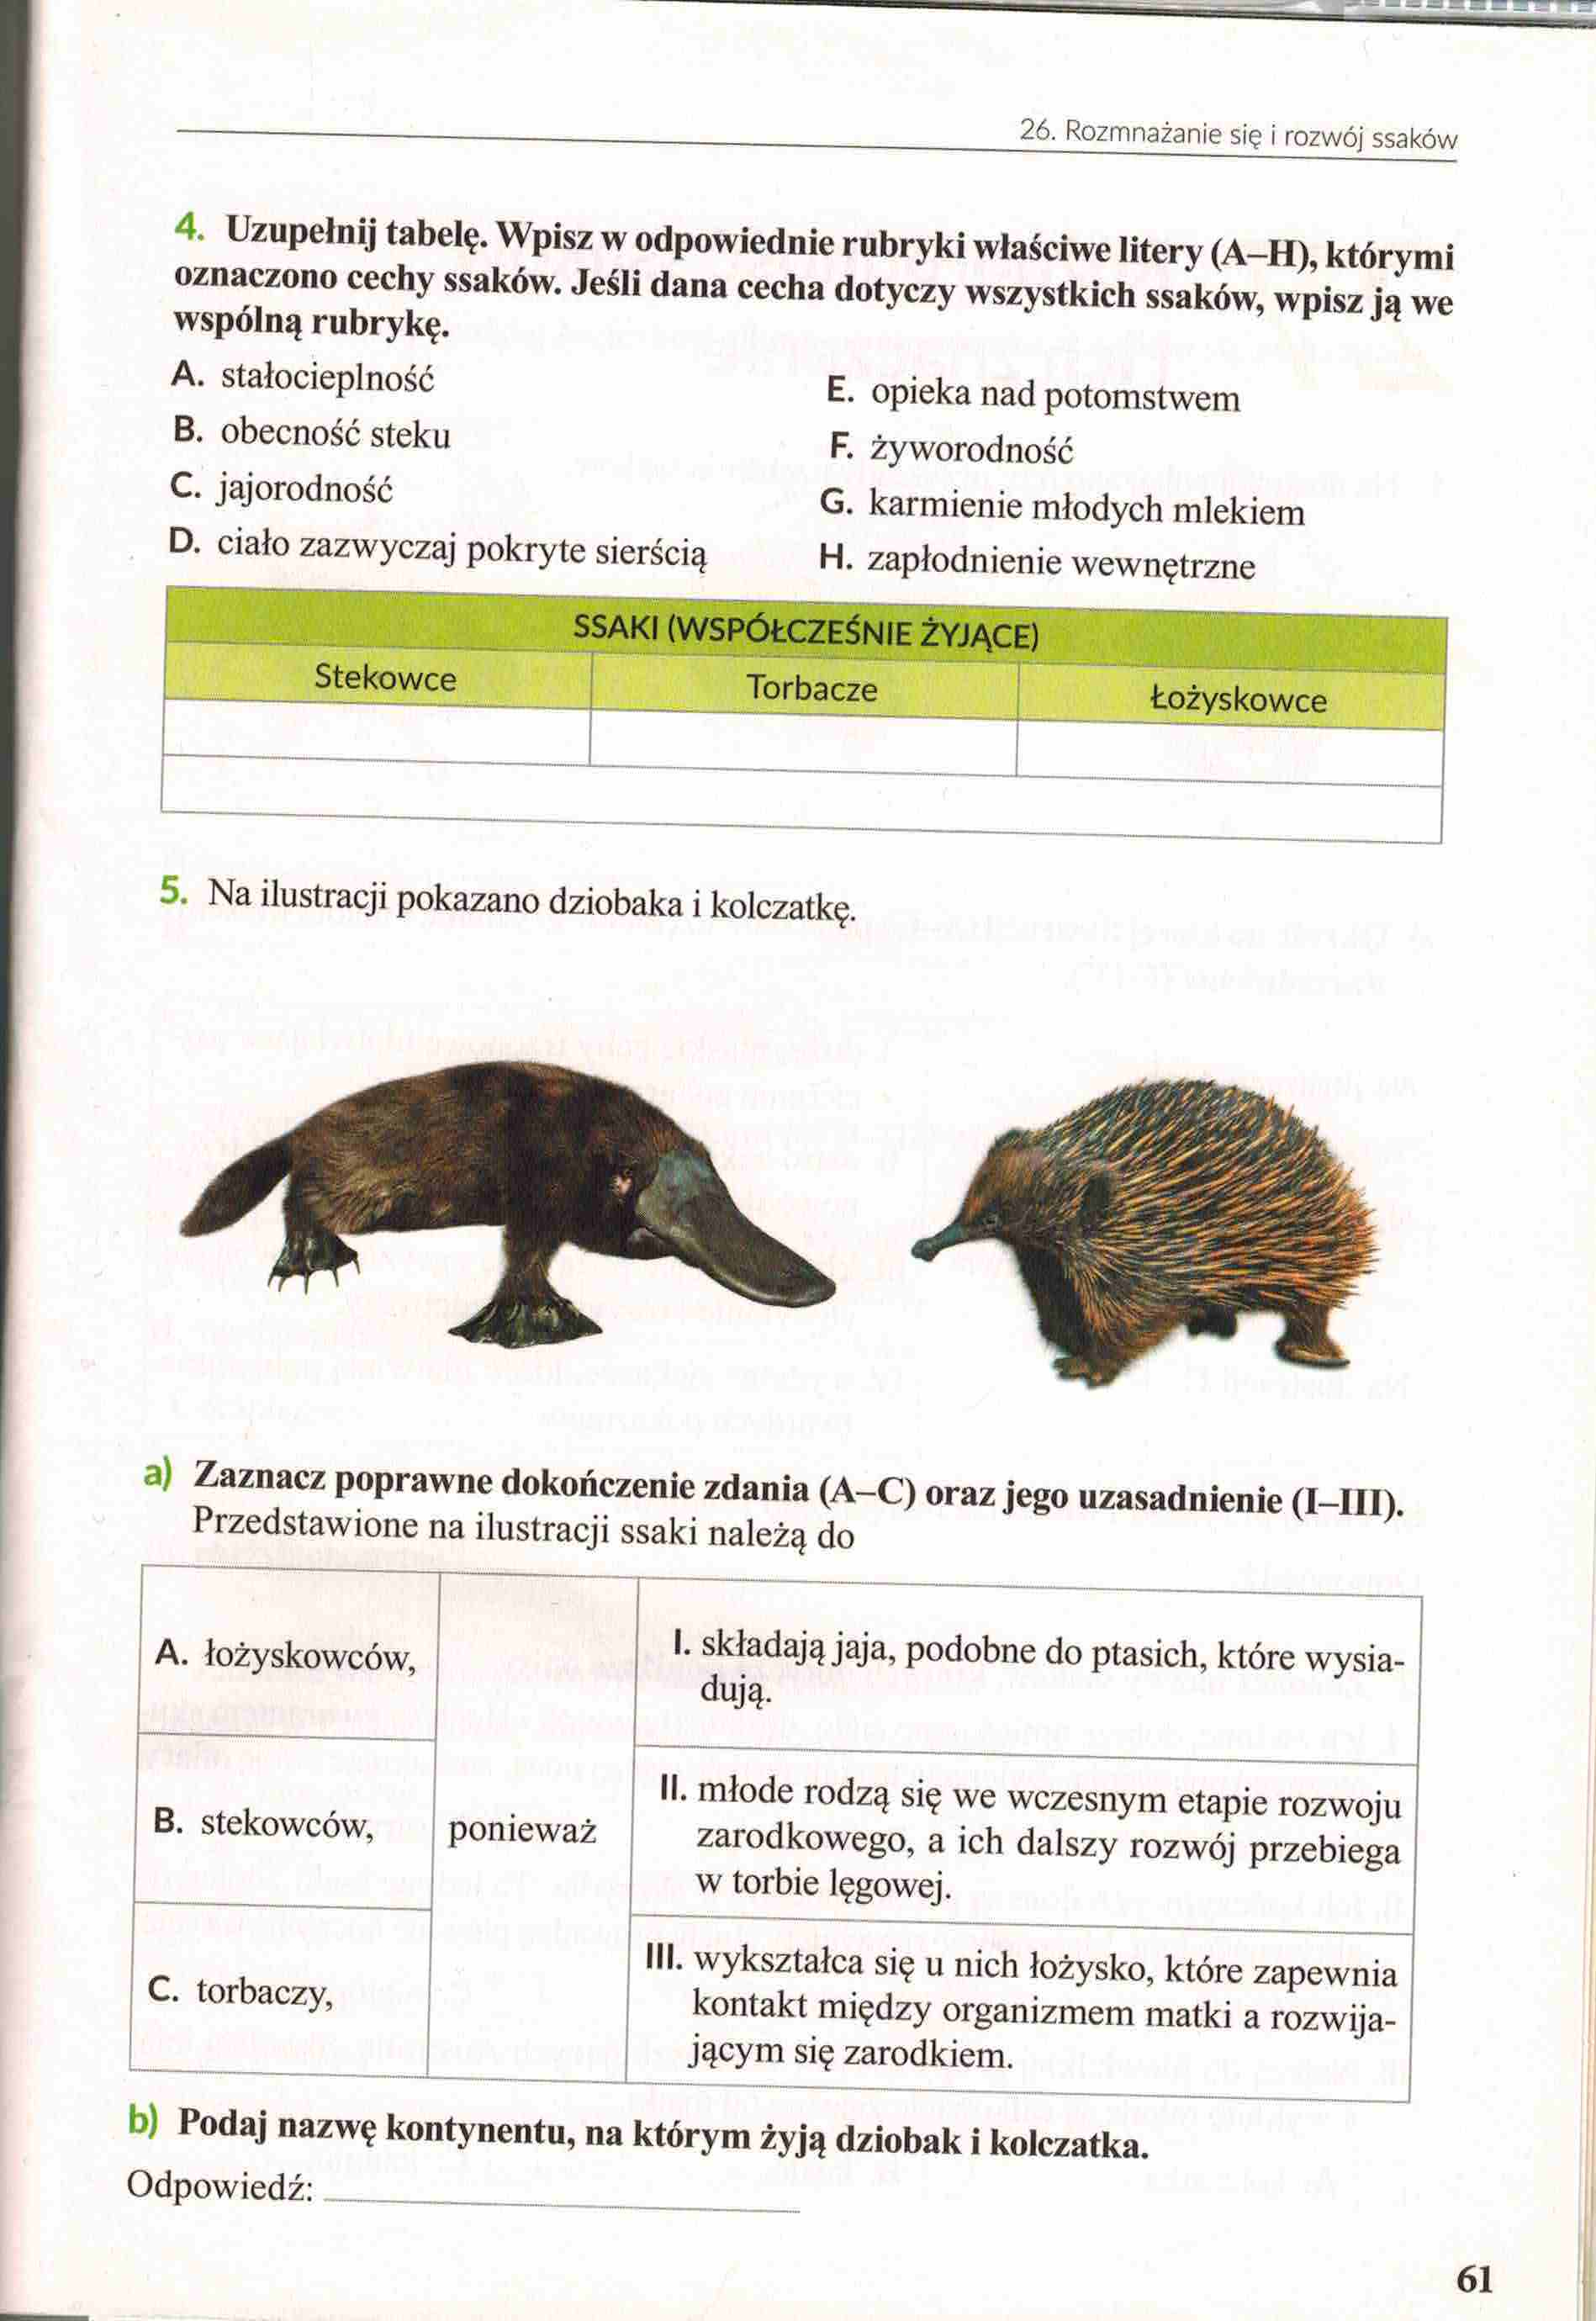 26. Rozmnażanie się i rozwój ssaków
4. Uzupełnij tabelę. Wpisz w odpowiednie rubryki właściwe litery (A–H), którymi
oznaczono cechy ssaków. Jeśli dana cecha dotyczy wszystkich ssaków, wpisz ją we
wspólną rubrykę.
A. stałocieplność
B. obecność steku
C. jajorodność
D. ciało zazwyczaj pokryte sierścią
E. opieka nad potomstwem
F. żyworodność
G. karmienie młodych mlekiem
H. zapłodnienie wewnętrzne
SSAKI (WSPÓŁCZEŚNIE ŻYJĄCE)
Stekowce
Torbacze
Łożyskowce
5. Na ilustracji pokazano dziobaka i kolczatkę.
a) Zaznacz poprawne dokończenie zdania (A–C) oraz jego uzasadnienie (I–III).
Przedstawione na ilustracji ssaki należą do
A. łożyskowców,
B. stekowców,
C. torbaczy,
ponieważ
I. składają jaja, podobne do ptasich, które wysia-
dują.
II. młode rodzą się we wczesnym etapie rozwoju
zarodkowego, a ich dalszy rozwój przebiega
w torbie lęgowej.
III. wykształca się u nich łożysko, które zapewnia
kontakt między organizmem matki a rozwija-
jącym się zarodkiem.
b) Podaj nazwę kontynentu, na którym żyją dziobak i kolczatka.
Odpowiedź:
61